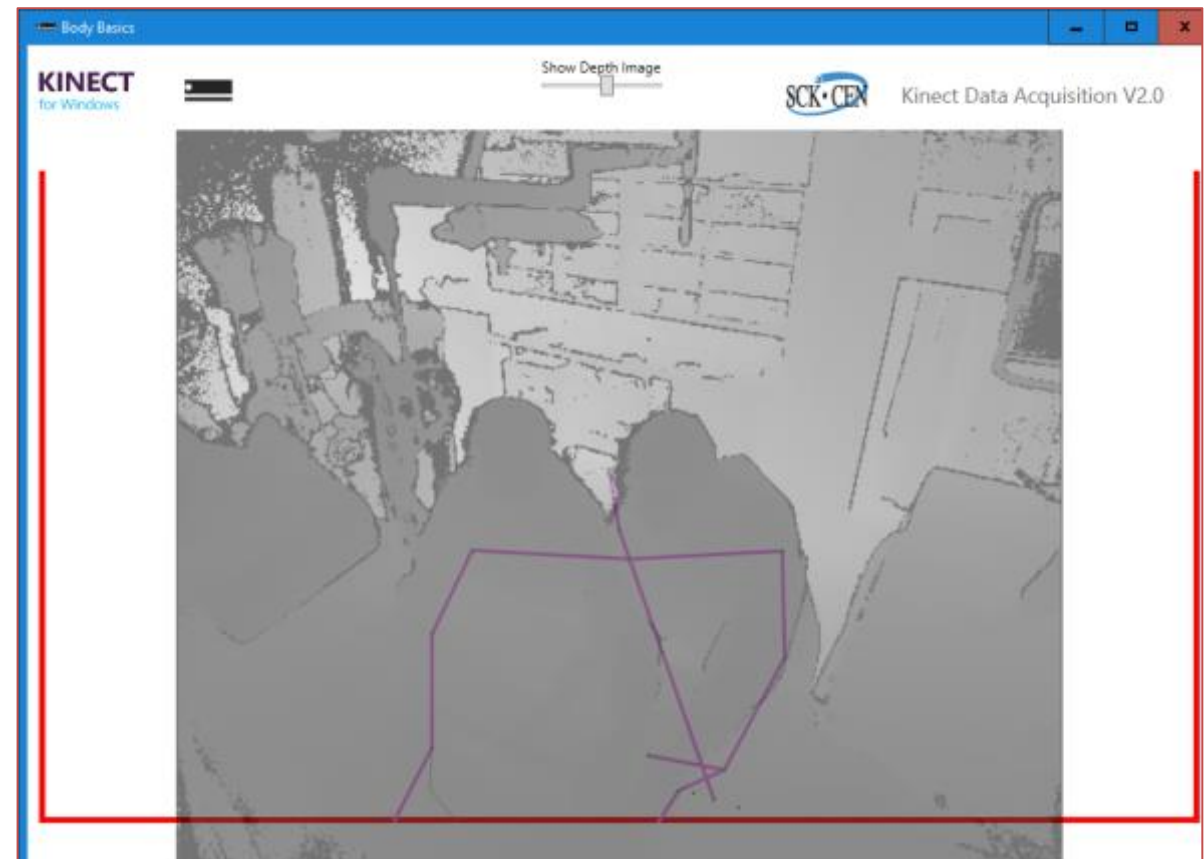 Body Basics
KINECT
for Windows
Show Depth Image
SCK•CEN
Kinect Data Acquisition V2.0